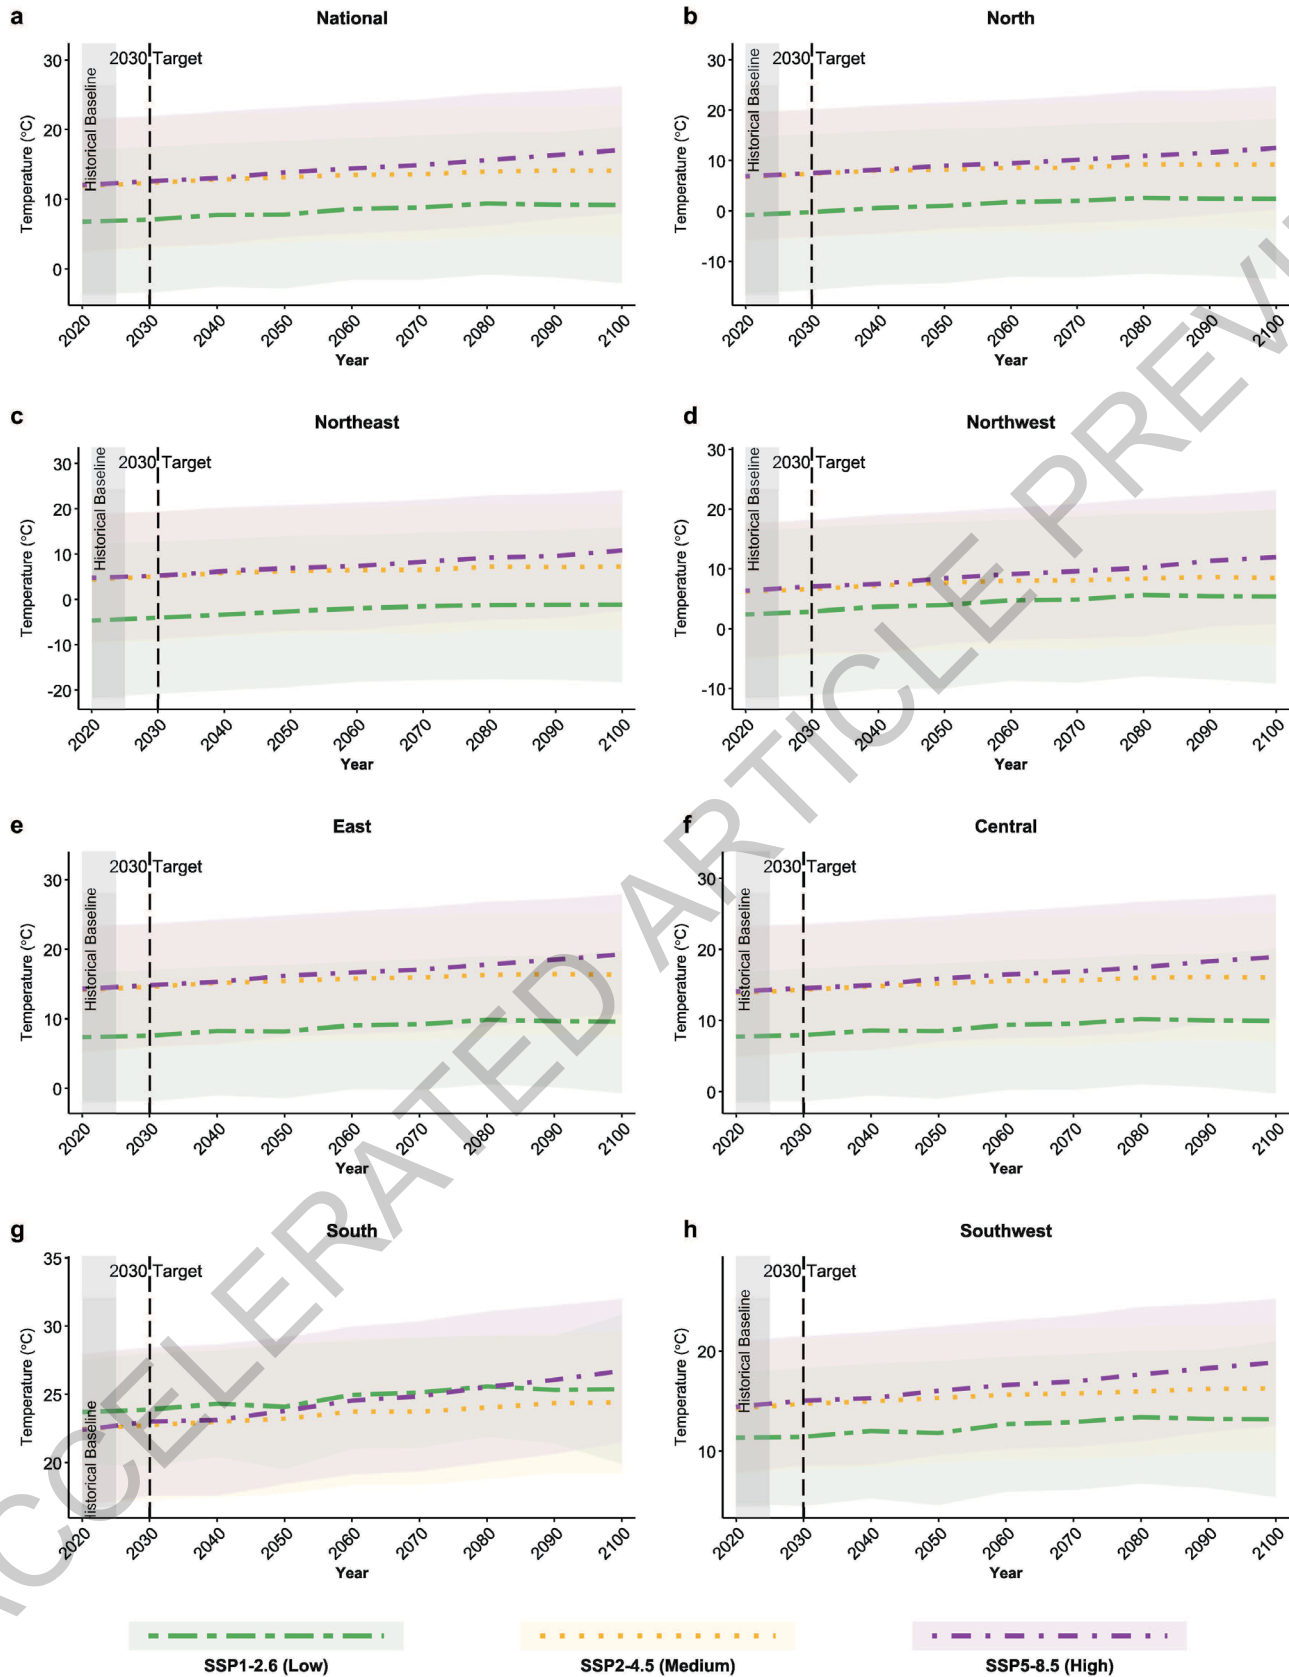 a National
Temperature (°C)
30
20
10
0
Historical Baseline
2030 Target
2020 2030 2040 2050 2060 2070 2080 2090 2100
Year
b North
Temperature (°C)
30
20
10
0
-10
Historical Baseline
2030 Target
2020 2030 2040 2050 2060 2070 2080 2090 2100
Year
c Northeast
Temperature (°C)
30
20
10
0
-10
-20
Historical Baseline
2030 Target
2020 2030 2040 2050 2060 2070 2080 2090 2100
Year
d Northwest
Temperature (°C)
30
20
10
0
-10
Historical Baseline
2030 Target
2020 2030 2040 2050 2060 2070 2080 2090 2100
Year
e East
Temperature (°C)
30
20
10
0
Historical Baseline
2030 Target
2020 2030 2040 2050 2060 2070 2080 2090 2100
Year
f Central
Temperature (°C)
30
20
10
0
Historical Baseline
2030 Target
2020 2030 2040 2050 2060 2070 2080 2090 2100
Year
g South
Temperature (°C)
35
30
25
20
Historical Baseline
2030 Target
2020 2030 2040 2050 2060 2070 2080 2090 2100
Year
h Southwest
Temperature (°C)
20
10
Historical Baseline
2030 Target
2020 2030 2040 2050 2060 2070 2080 2090 2100
Year
SSP1-2.6 (Low)
SSP2-4.5 (Medium)
SSP5-8.5 (High)
ACCELERATED ARTICLE PREVI